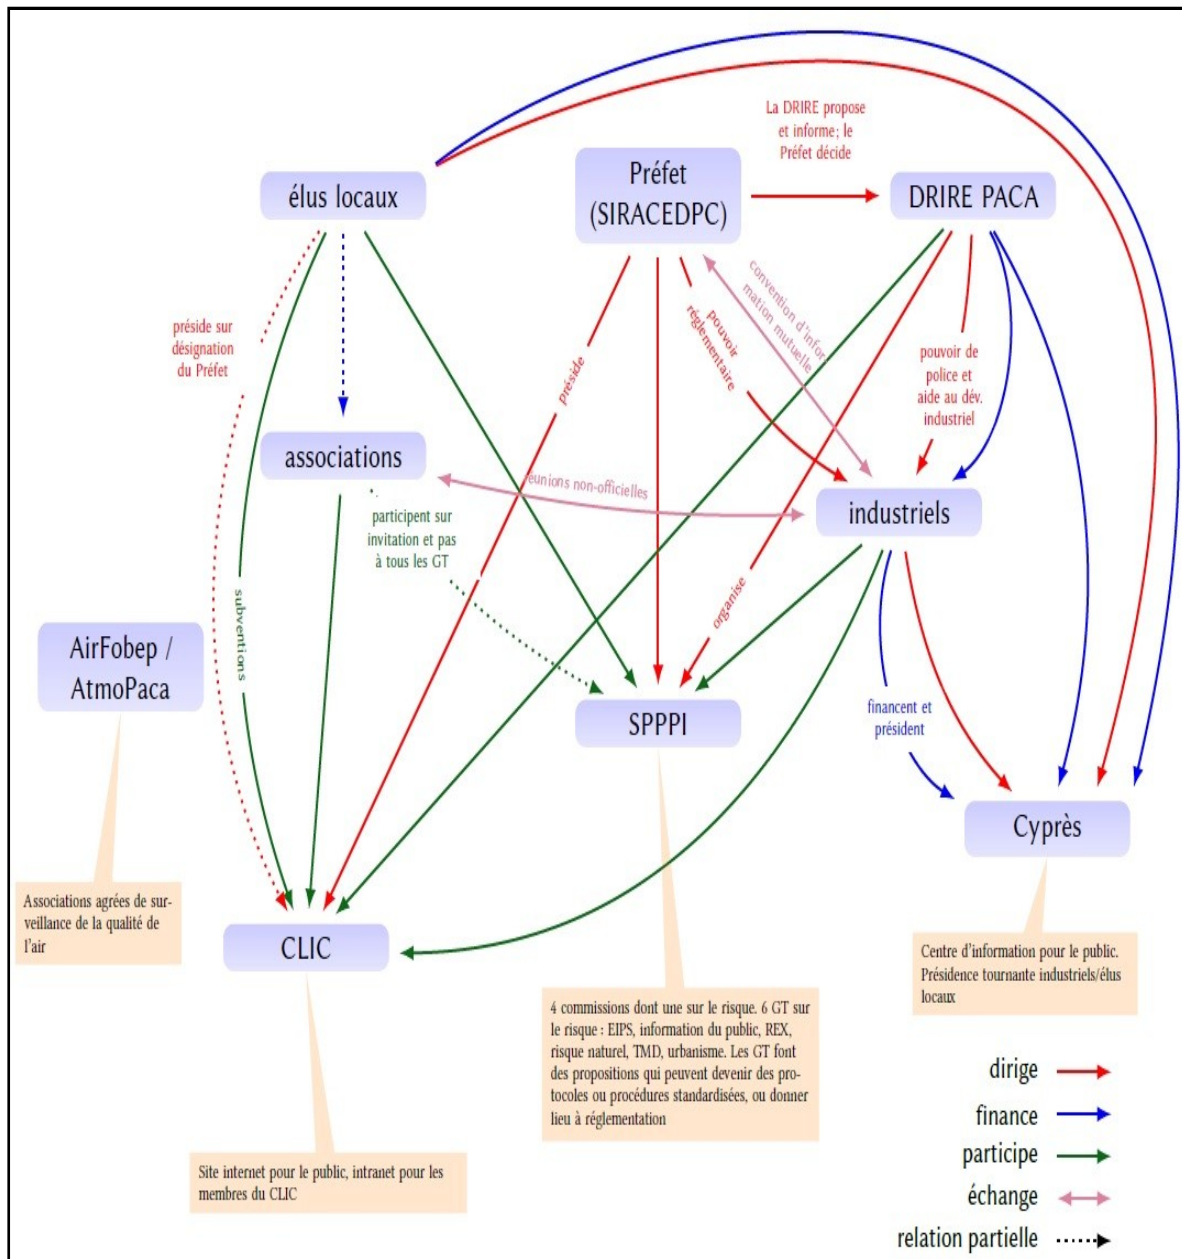 La DRIRE propose
et informe; le
Préfet décide
élus locaux
Préfet
(SIRACEDPC)
DRIRE PACA
préside sur
désignation
du Préfet
convention d'infor
mation mutuelle
pouvoir
réglementaire
pouvoir de
police et
aide au dév.
industriel
préside
associations
réunions non-officielles
industriels
participent sur
invitation et pas
à tous les GT
subventions
organise
AirFobep /
AtmoPaca
SPPPI
financent et
président
Cyprès
Associations agrées de sur-
veillance de la qualité de
l'air
CLIC
Centre d'information pour le public.
Présidence tournante industriels/élus
locaux
4 commissions dont une sur le risque. 6 GT sur
le risque : EIPS, information du public, REX,
risque naturel, TMD, urbanisme. Les GT font
des propositions qui peuvent devenir des pro-
tocoles ou procédures standardisées, ou donner
lieu à réglementation
Site internet pour le public, intranet pour les
membres du CLIC
dirige
finance
participe
échange
relation partielle